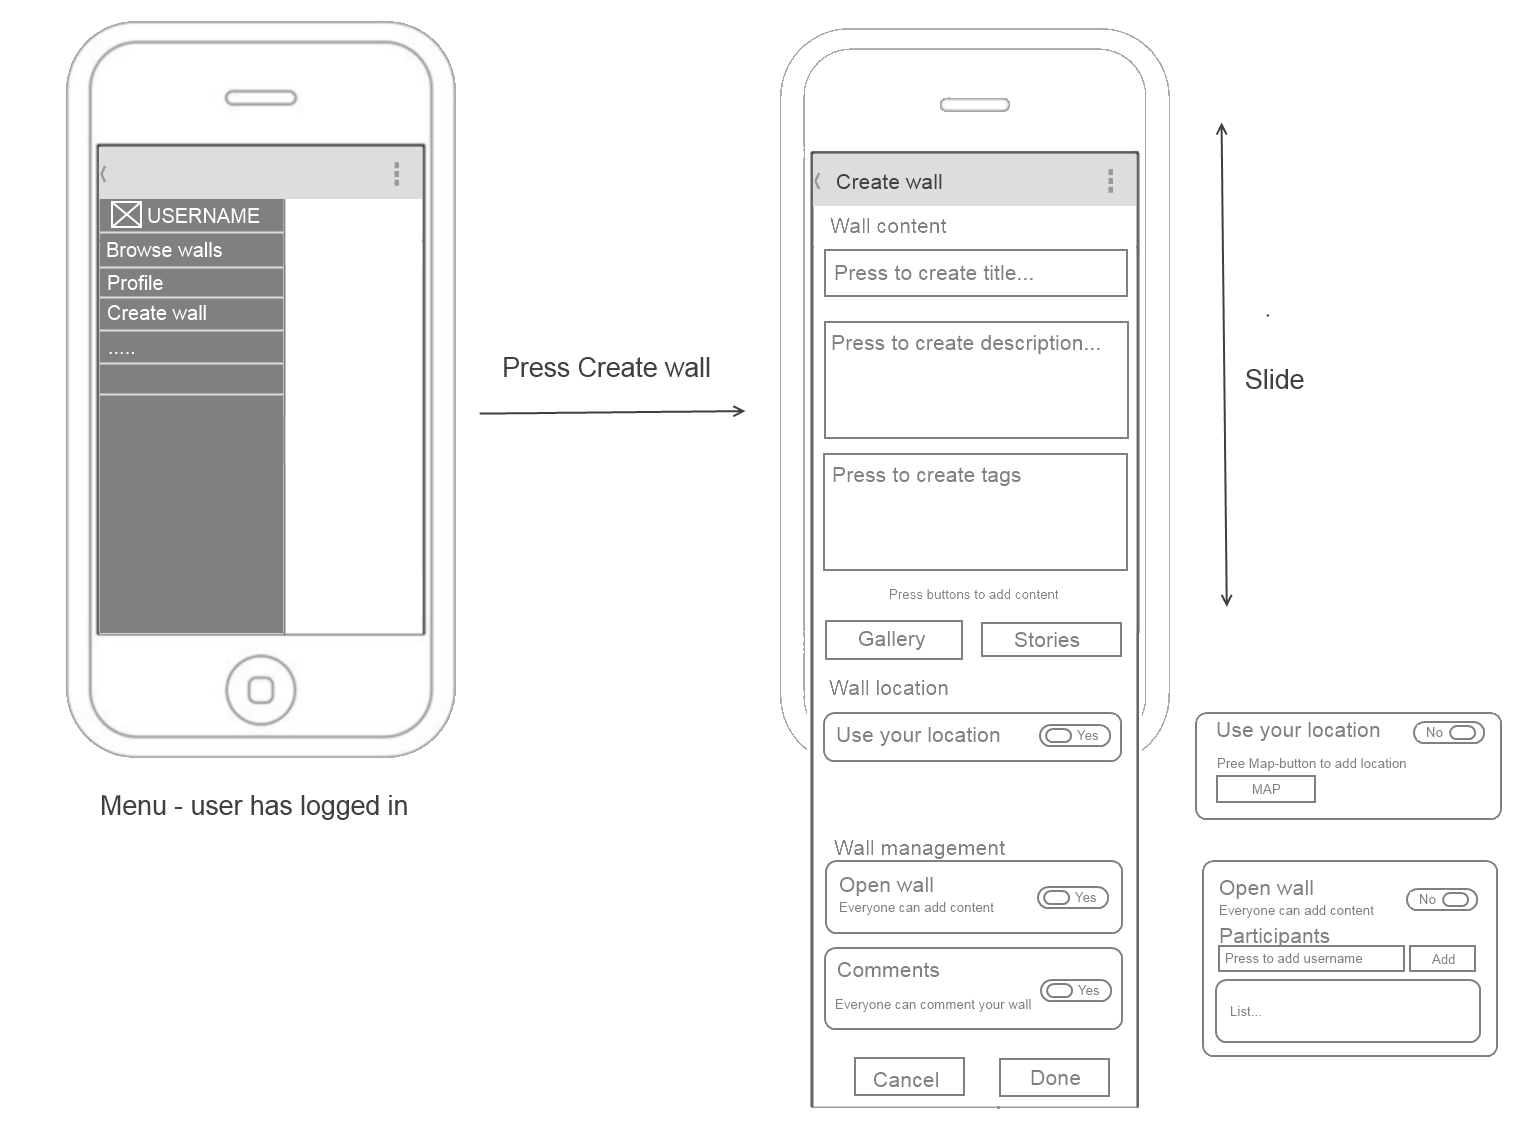 USERNAME
Browse walls
Profile
Create wall
.....
Menu - user has logged in
Press Create wall
Create wall
Wall content
Press to create title...
Press to create description...
Press to create tags
Press buttons to add content
Gallery
Stories
Wall location
Use your location
Yes
Wall management
Open wall
Everyone can add content
Yes
Comments
Everyone can comment your wall
Yes
Cancel
Done
Slide
Use your location
No
Pree Map-button to add location
MAP
Open wall
No
Everyone can add content
Participants
Press to add username
Add
List...